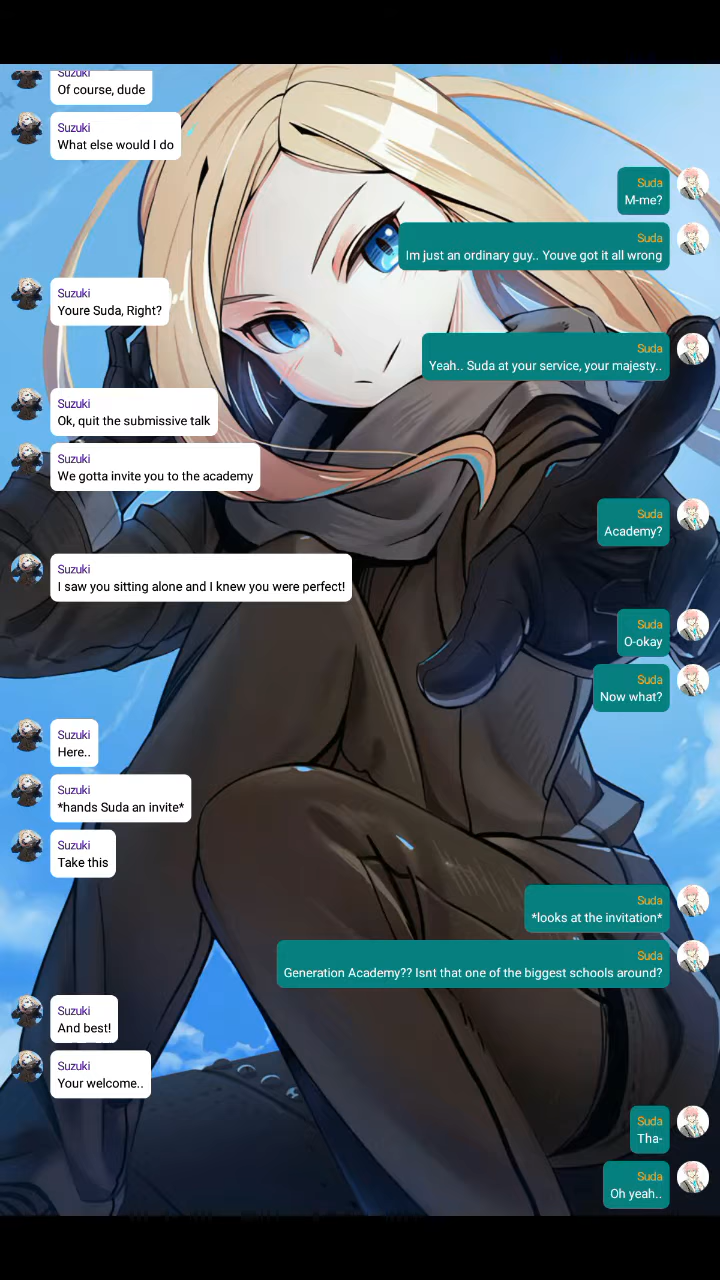 Suzuki
Of course, dude
Suzuki
What else would I do
Suda
M-me?
Suda
Im just an ordinary guy.. Youve got it all wrong
Suzuki
Youre Suda, Right?
Suda
Yeah.. Suda at your service, your majesty..
Suzuki
Ok, quit the submissive talk
Suzuki
We gotta invite you to the academy
Suda
Academy?
Suzuki
I saw you sitting alone and I knew you were perfect!
Suda
O-okay
Suda
Now what?
Suzuki
Here..
Suzuki
*hands Suda an invite*
Suzuki
Take this
Suda
*looks at the invitation*
Suda
Generation Academy?? Isnt that one of the biggest schools around?
Suzuki
And best!
Suzuki
Your welcome..
Suda
Tha-
Suda
Oh yeah..